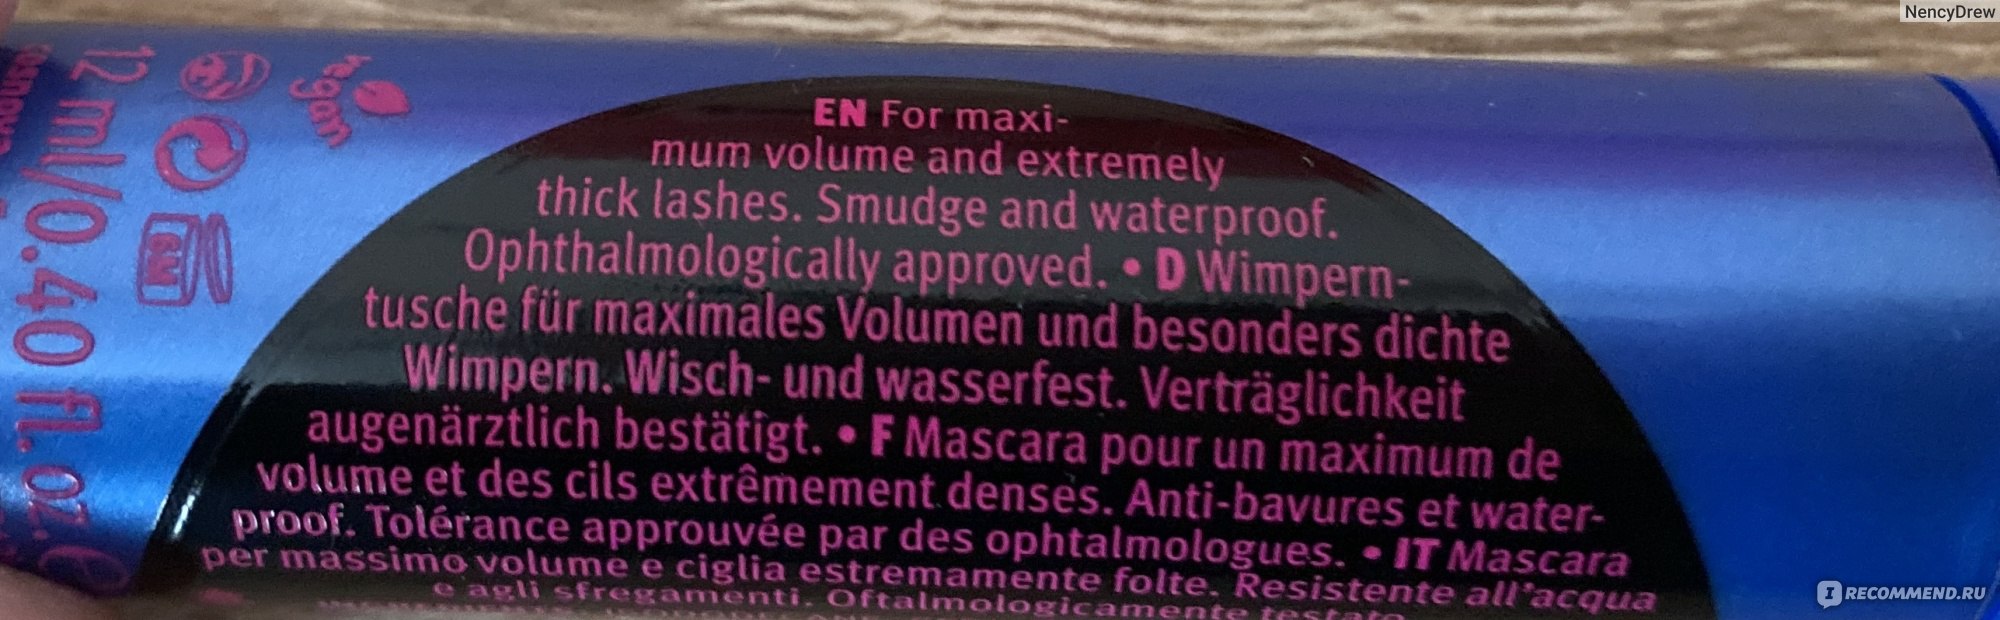 NencyDrew
vegan
12 ml/0.40 fl. oz. e
6M
EN For maxi-
mum volume and extremely
thick lashes. Smudge and waterproof.
Ophthalmologically approved. • D Wimpern-
tusche für maximales Volumen und besonders dichte
Wimpern. Wisch- und wasserfest. Verträglichkeit
augenärztlich bestätigt. • F Mascara pour un maximum de
volume et des cils extrêmement denses. Anti-bavures et water-
proof. Tolérance approuvée par des ophtalmologues. • IT Mascara
per massimo volume e ciglia estremamente folte. Resistente all'acqua
e agli sfregamenti. Oftalmologicamente testato
IRECOMMEND.RU